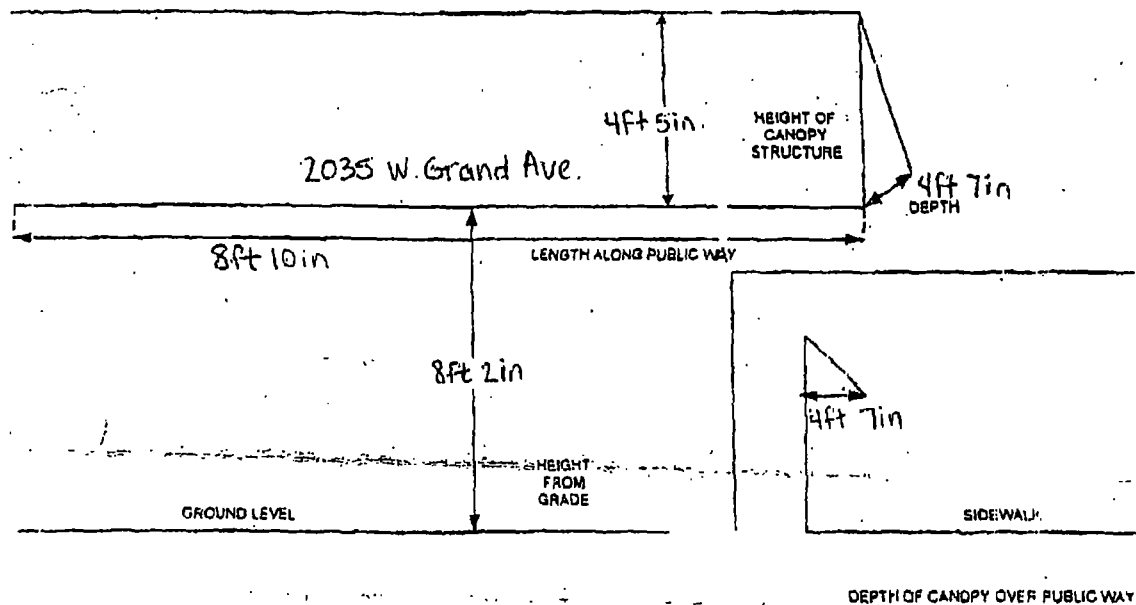 4ft 5in.
HEIGHT OF
CANOPY
STRUCTURE
2035 W. Grand Ave.
4ft 7in
DEPTH
8ft 10in
LENGTH ALONG PUBLIC WAY
8ft 2in
4ft 7in
HEIGHT
FROM
GRADE
GROUND LEVEL
SIDEWALK
DEPTH OF CANOPY OVER PUBLIC WAY